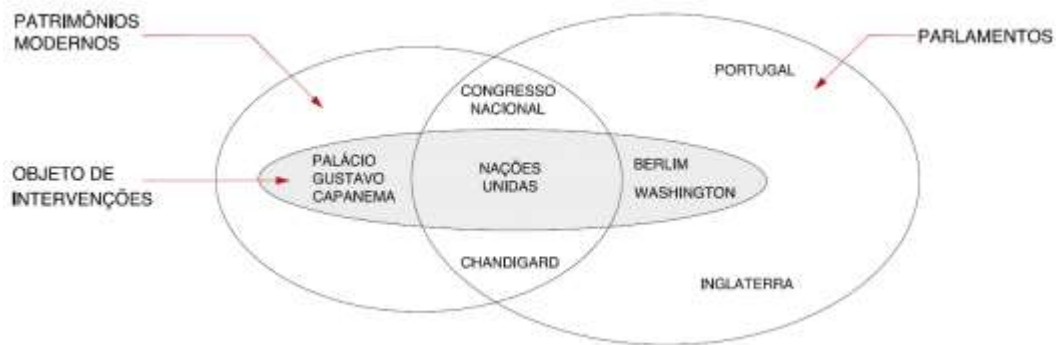 PATRIMÔNIOS
MODERNOS
PARLAMENTOS
PORTUGAL
CONGRESSO
NACIONAL
OBJETO DE
INTERVENÇÕES
PALÁCIO
GUSTAVO
CAPANEMA
NAÇÕES
UNIDAS
BERLIM
WASHINGTON
CHANDIGARD
INGLATERRA